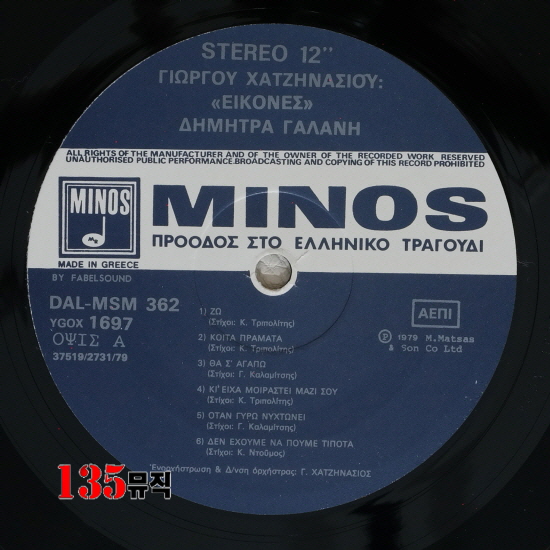 STEREO 12"
ΓΙΩΡΓΟΥ ΧΑΤΖΗΝΑΣΙΟΥ:
«ΕΙΚΟΝΕΣ»
ΔΗΜΗΤΡΑ ΓΑΛΑΝΗ
ALL RIGHTS OF THE MANUFACTURER AND OF THE OWNER OF THE RECORDED WORK RESERVED
UNAUTHORISED PUBLIC PERFORMANCE.BROADCASTING AND COPYING OF THIS RECORD PROHIBITED
MINOS
MINOS
ΠΡΟΟΔΟΣ ΣΤΟ ΕΛΛΗΝΙΚΟ ΤΡΑΓΟΥΔΙ
MADE IN GREECE
BY FABELSOUND
DAL-MSM 362
YGOX 1697
ΟΨΙΣ Α
37519/2731/79
ΑΕΠΙ
Ⓟ 1979 M.Matsas
& Son Co Ltd
1) ΖΩ
(Στίχοι: Κ. Τριπολίτης)
2) ΚΟΙΤΑ ΠΡΑΜΑΤΑ
(Στίχοι: Κ. Τριπολίτης)
3) ΘΑ Σ' ΑΓΑΠΩ
(Στίχοι: Γ. Καλαμίτσης)
4) ΚΙ' ΕΙΧΑ ΜΟΙΡΑΣΤΕΙ ΜΑΖΙ ΣΟΥ
(Στίχοι: Κ. Τριπολίτης)
5) ΟΤΑΝ ΓΥΡΩ ΝΥΧΤΩΝΕΙ
(Στίχοι: Γ. Καλαμίτσης)
6) ΔΕΝ ΕΧΟΥΜΕ ΝΑ ΠΟΥΜΕ ΤΙΠΟΤΑ
(Στίχοι: Κ. Ντούμος)
Ἐνορχήστρωση & Δ/νση ὀρχήστρας: Γ. ΧΑΤΖΗΝΑΣΙΟΣ
135뮤직